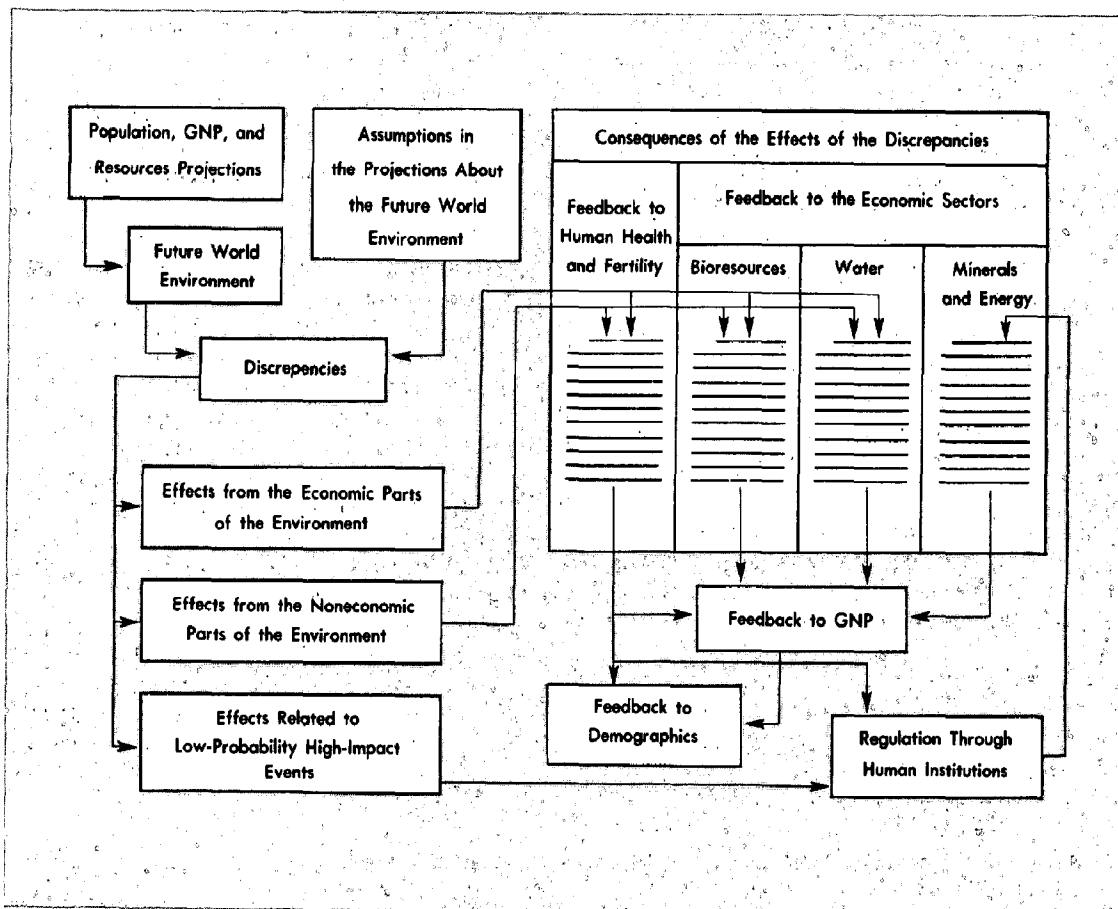 Population, GNP, and
Resources Projections
Assumptions in
the Projections About
the Future World
Environment
Future World
Environment
Discrepencies
Effects from the Economic Parts
of the Environment
Effects from the Noneconomic
Parts of the Environment
Effects Related to
Low-Probability High-Impact
Events
Consequences of the Effects of the Discrepancies
Feedback to
Human Health
and Fertility
Feedback to the Economic Sectors
Bioresources
Water
Minerals
and Energy
Feedback to GNP
Feedback to
Demographics
Regulation Through
Human Institutions